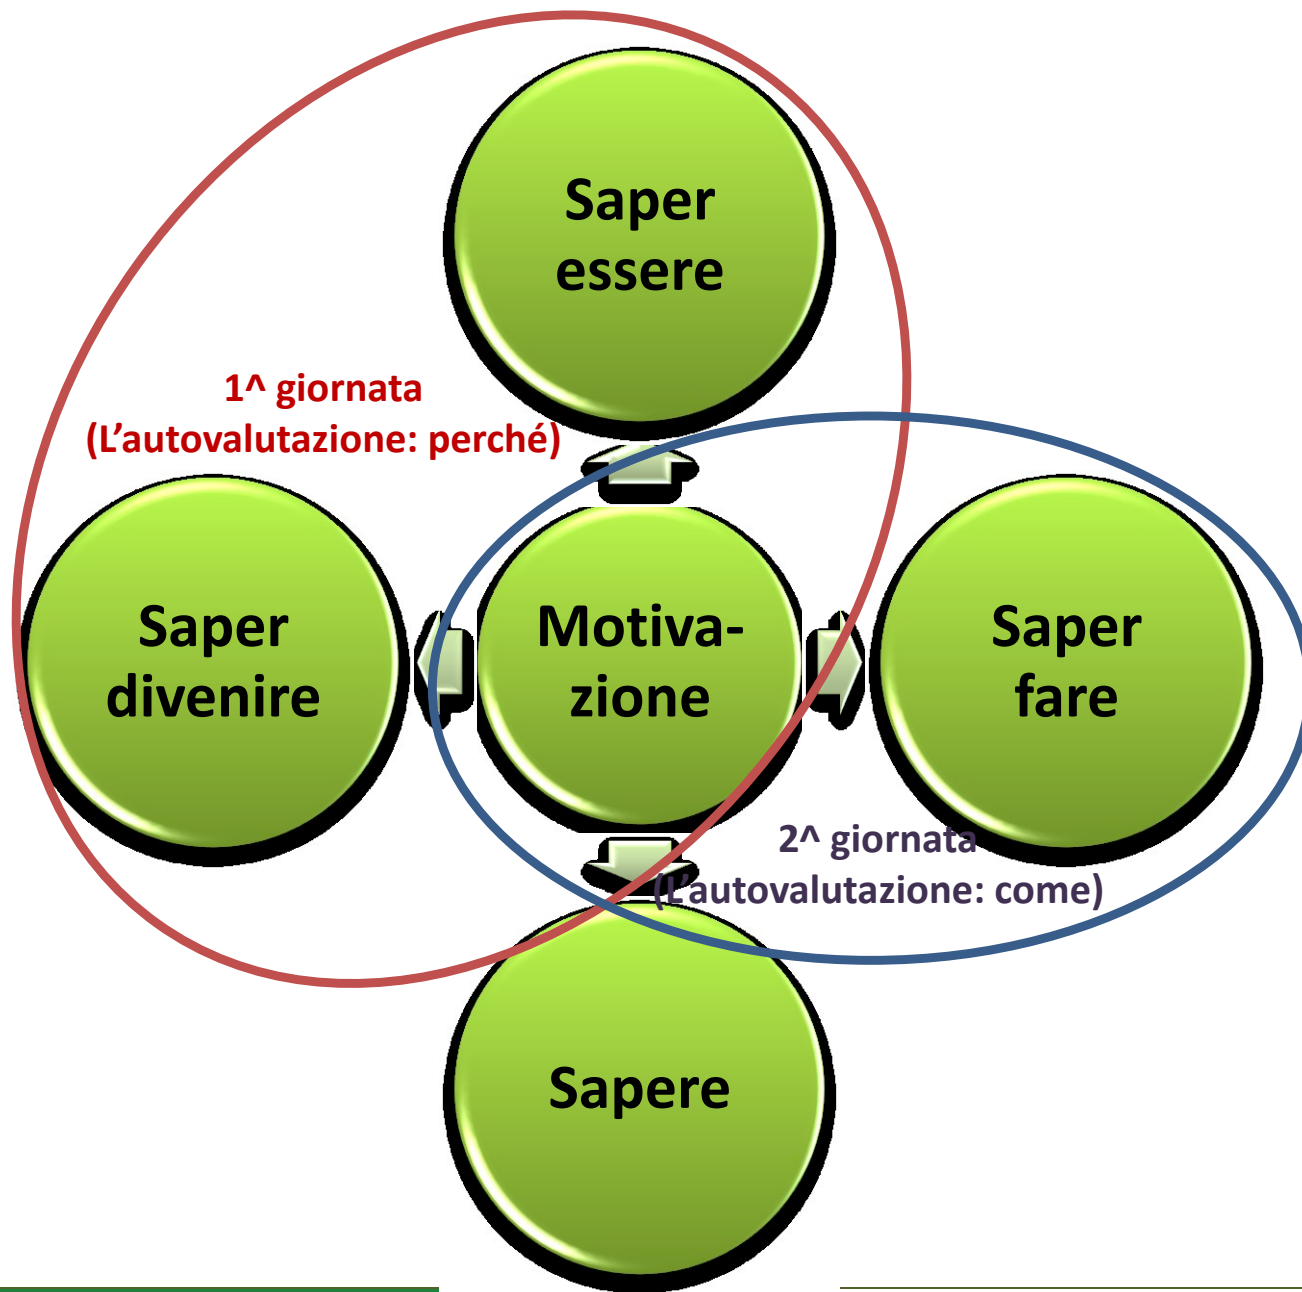 Saper
essere
1^ giornata
(L'autovalutazione: perché)
Saper
divenire
Motiva-
zione
Saper
fare
2^ giornata
(L'autovalutazione: come)
Sapere